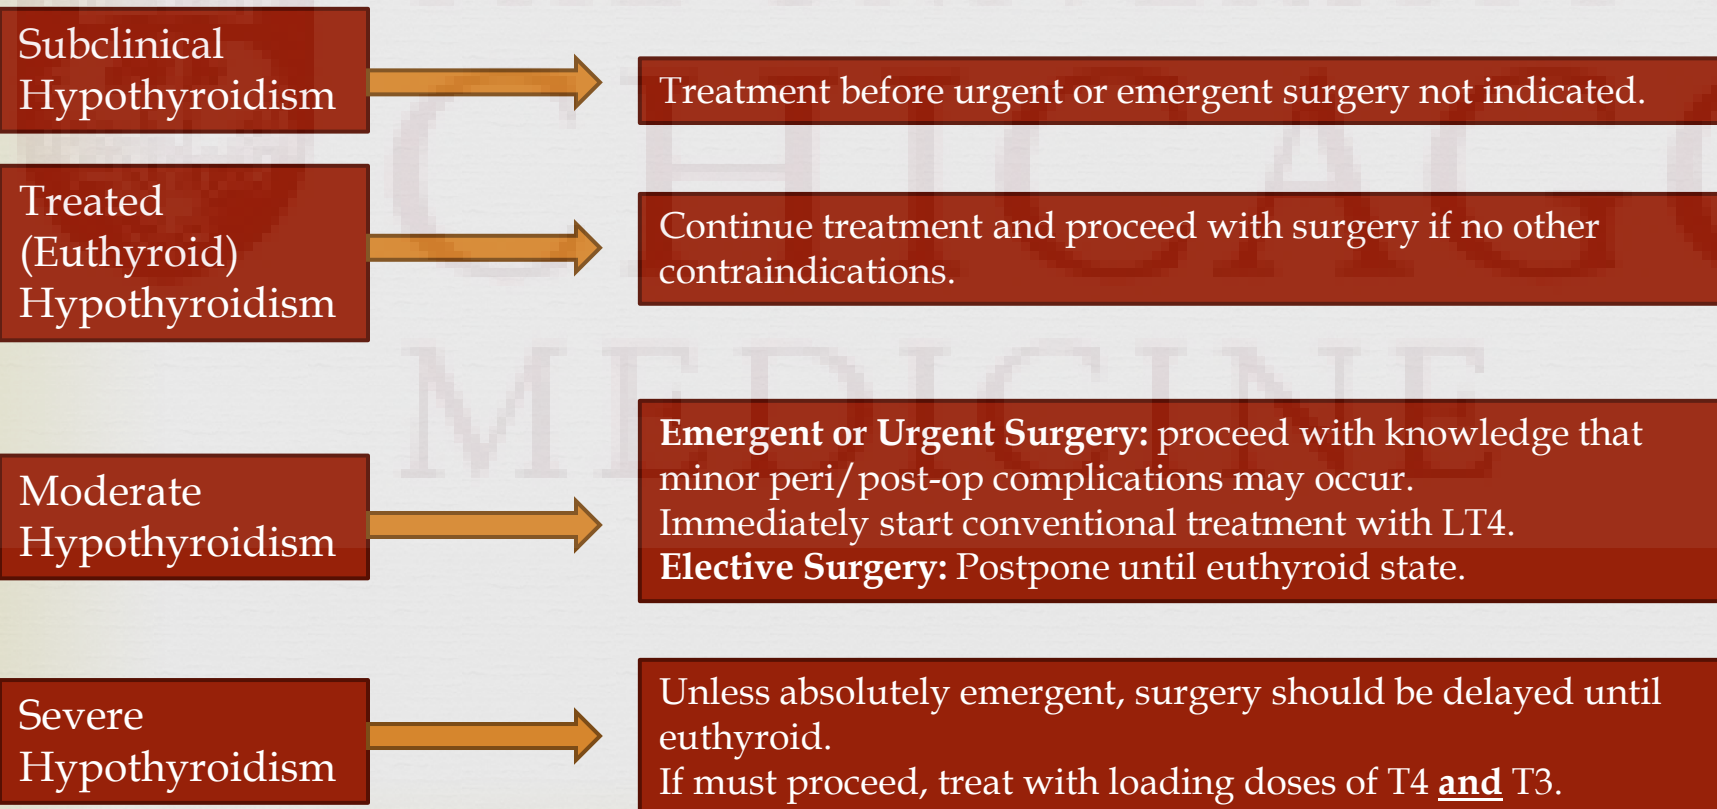 Subclinical
Hypothyroidism
Treatment before urgent or emergent surgery not indicated.
Treated
(Euthyroid)
Hypothyroidism
Continue treatment and proceed with surgery if no other
contraindications.
CHICAGO
MEDICINE
Moderate
Hypothyroidism
Emergent or Urgent Surgery: proceed with knowledge that
minor peri/post-op complications may occur.
Immediately start conventional treatment with LT4.
Elective Surgery: Postpone until euthyroid state.
Severe
Hypothyroidism
Unless absolutely emergent, surgery should be delayed until
euthyroid.
If must proceed, treat with loading doses of T4 and T3.